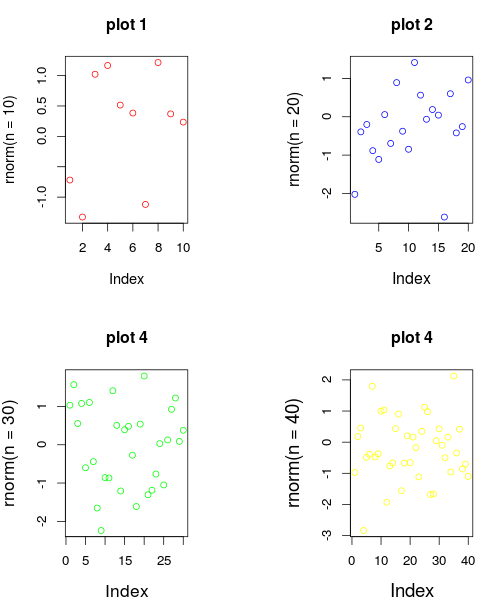 plot 1
rnorm(n = 10)
1.0
0.5
0.0
-1.0
2 4 6 8 10
Index
plot 2
rnorm(n = 20)
1
0
-1
-2
5 10 15 20
Index
plot 4
rnorm(n = 30)
1
0
-1
-2
0 5 15 25
Index
plot 4
rnorm(n = 40)
2
1
0
-1
-2
-3
0 10 20 30 40
Index